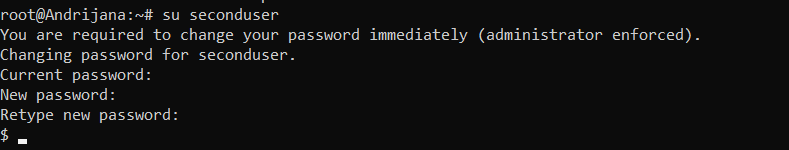 root@Andrijana:~# su seconduser
You are required to change your password immediately (administrator enforced).
Changing password for seconduser.
Current password:
New password:
Retype new password:
$